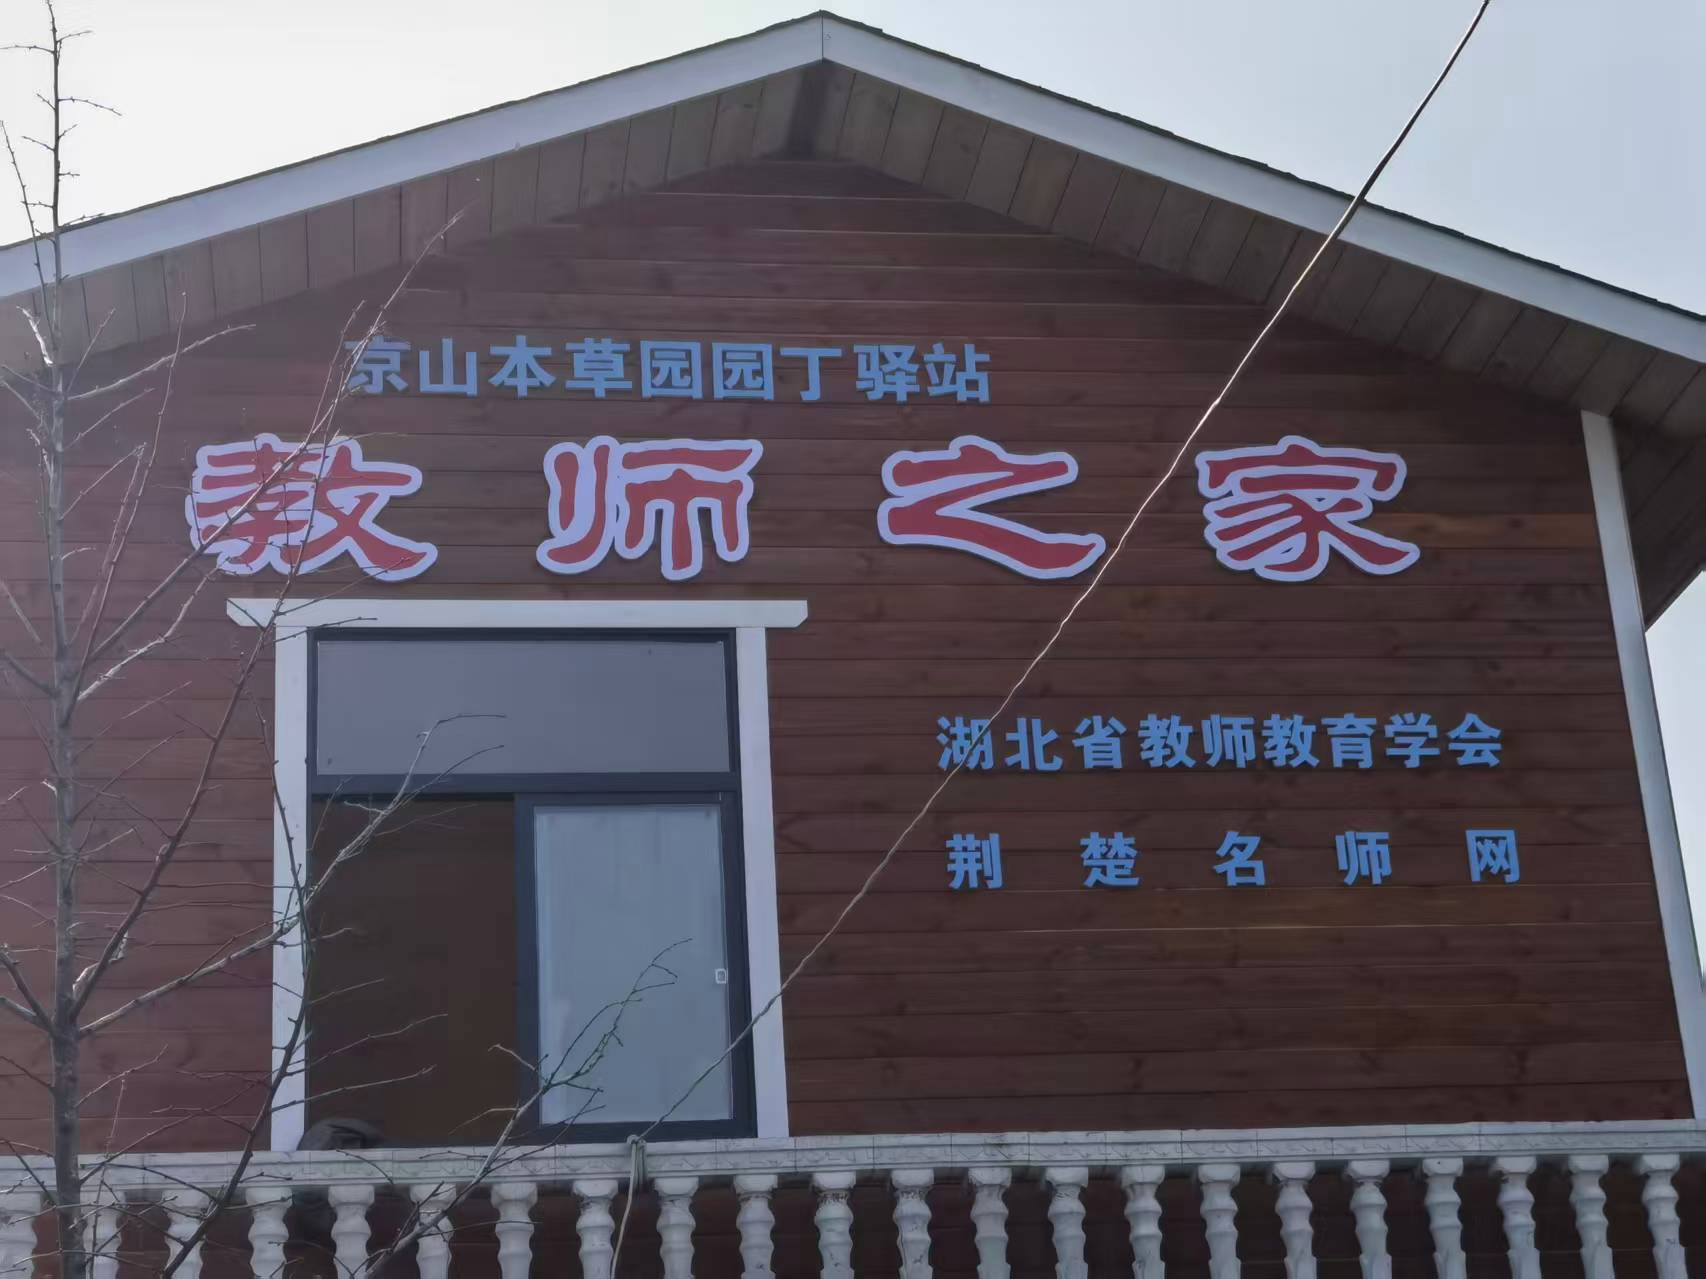 京山本草园园丁驿站
教师之家
湖北省教师教育学会
荆楚名师网